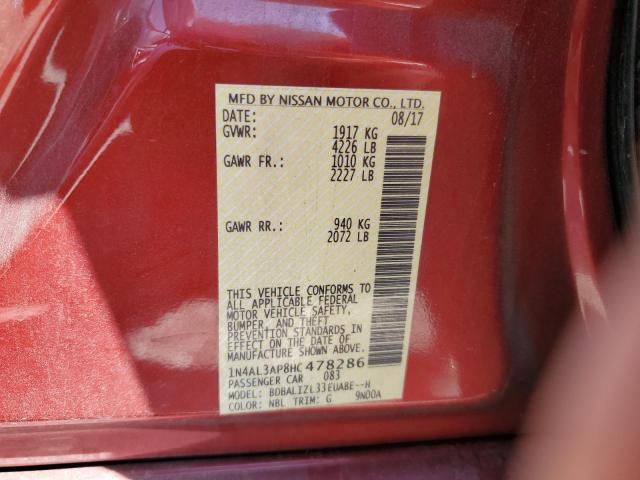 MFD BY NISSAN MOTOR CO., LTD.
DATE: 08/17
GVWR: 1917 KG
4226 LB
GAWR FR.: 1010 KG
2227 LB
GAWR RR.: 940 KG
2072 LB
THIS VEHICLE CONFORMS TO
ALL APPLICABLE FEDERAL
MOTOR VEHICLE SAFETY,
BUMPER, AND THEFT
PREVENTION STANDARDS IN
EFFECT ON THE DATE OF
MANUFACTURE SHOWN ABOVE.
1N4AL3AP8HC478286
PASSENGER CAR 083
MODEL: BDBALIZL33EUABE--H
COLOR: NBL TRIM: G 9N00A